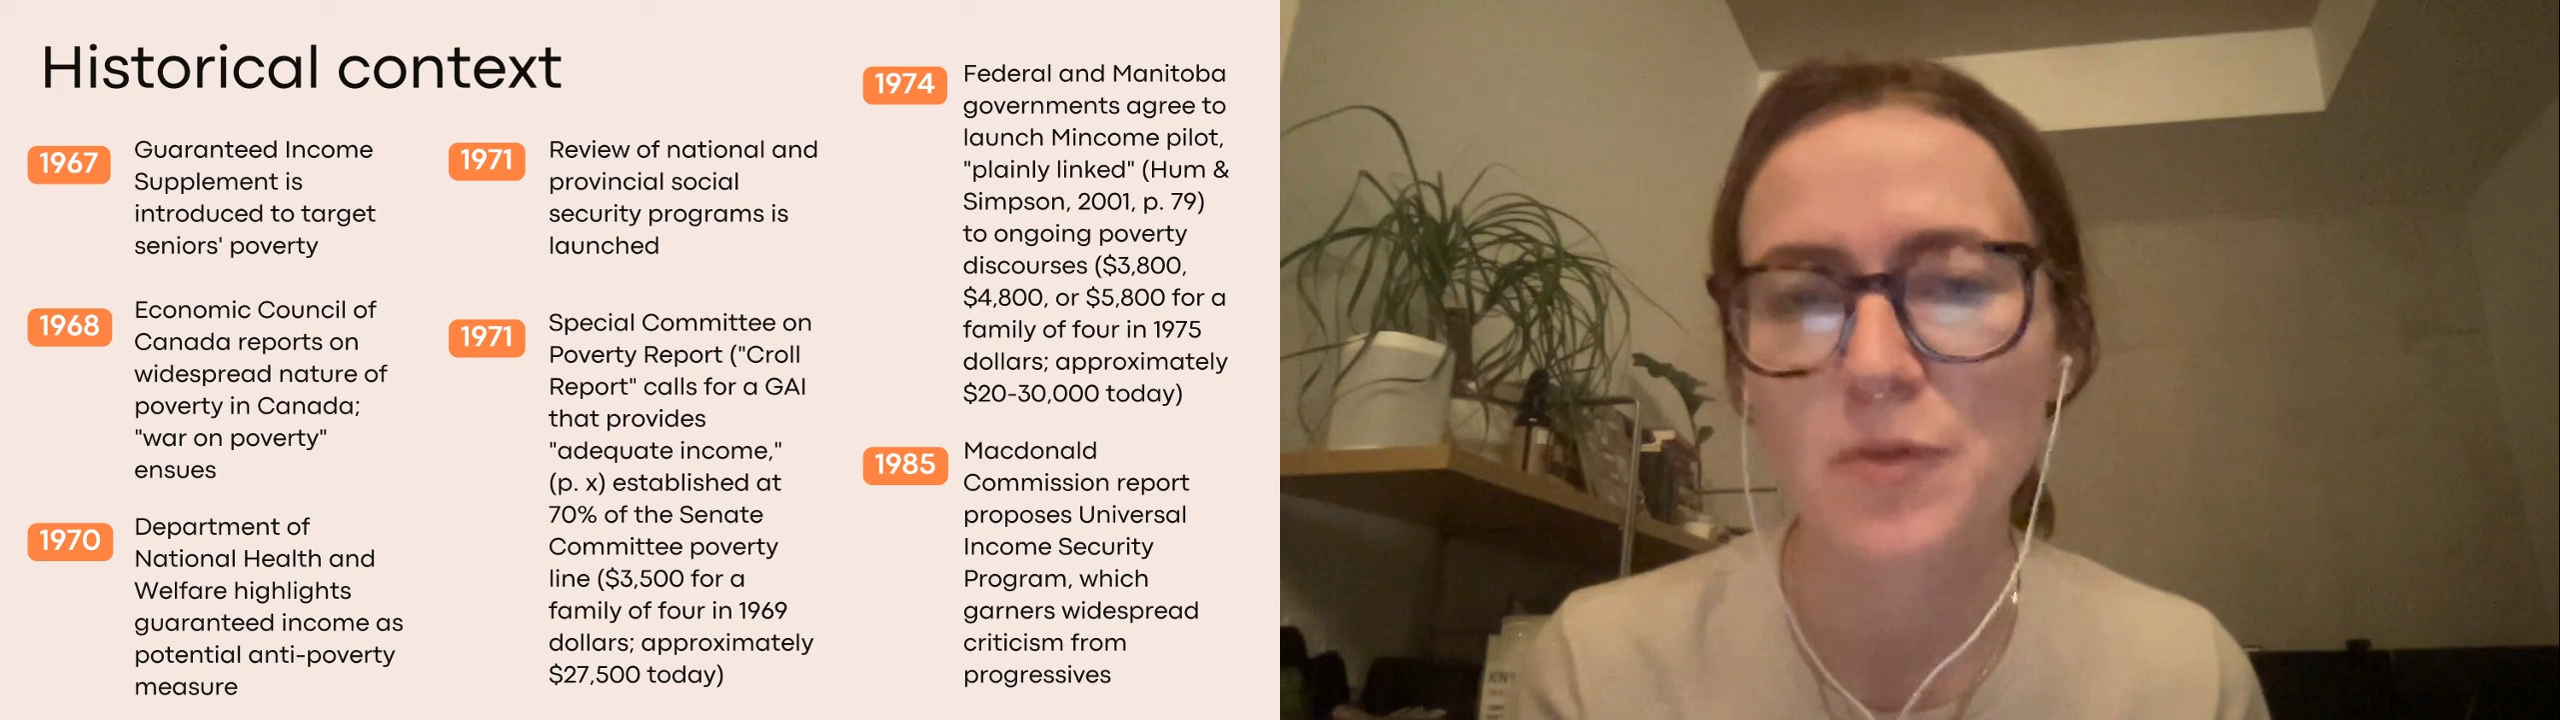 Historical context
1967
Guaranteed Income
Supplement is
introduced to target
seniors' poverty
1968
Economic Council of
Canada reports on
widespread nature of
poverty in Canada;
"war on poverty"
ensues
1970
Department of
National Health and
Welfare highlights
guaranteed income as
potential anti-poverty
measure
1971
Review of national and
provincial social
security programs is
launched
1971
Special Committee on
Poverty Report ("Croll
Report" calls for a GAI
that provides
"adequate income,"
(p. x) established at
70% of the Senate
Committee poverty
line ($3,500 for a
family of four in 1969
dollars; approximately
$27,500 today)
1974
Federal and Manitoba
governments agree to
launch Mincome pilot,
"plainly linked" (Hum &
Simpson, 2001, p. 79)
to ongoing poverty
discourses ($3,800,
$4,800, or $5,800 for a
family of four in 1975
dollars; approximately
$20-30,000 today)
1985
Macdonald
Commission report
proposes Universal
Income Security
Program, which
garners widespread
criticism from
progressives